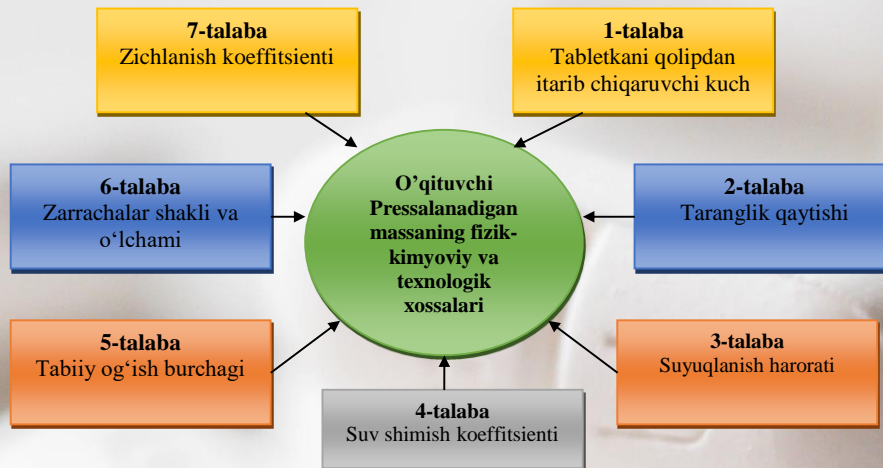 7-talaba
Zichlanish koeffitsienti
1-talaba
Tabletkani qolipdan
itarib chiqaruvchi kuch
6-talaba
Zarrachalar shakli va
o‘lchami
O’qituvchi
Pressalanadigan
massaning fizik-
kimyoviy va
texnologik
xossalari
2-talaba
Taranglik qaytishi
5-talaba
Tabiiy og‘ish burchagi
3-talaba
Suyuqlanish harorati
4-talaba
Suv shimish koeffitsienti